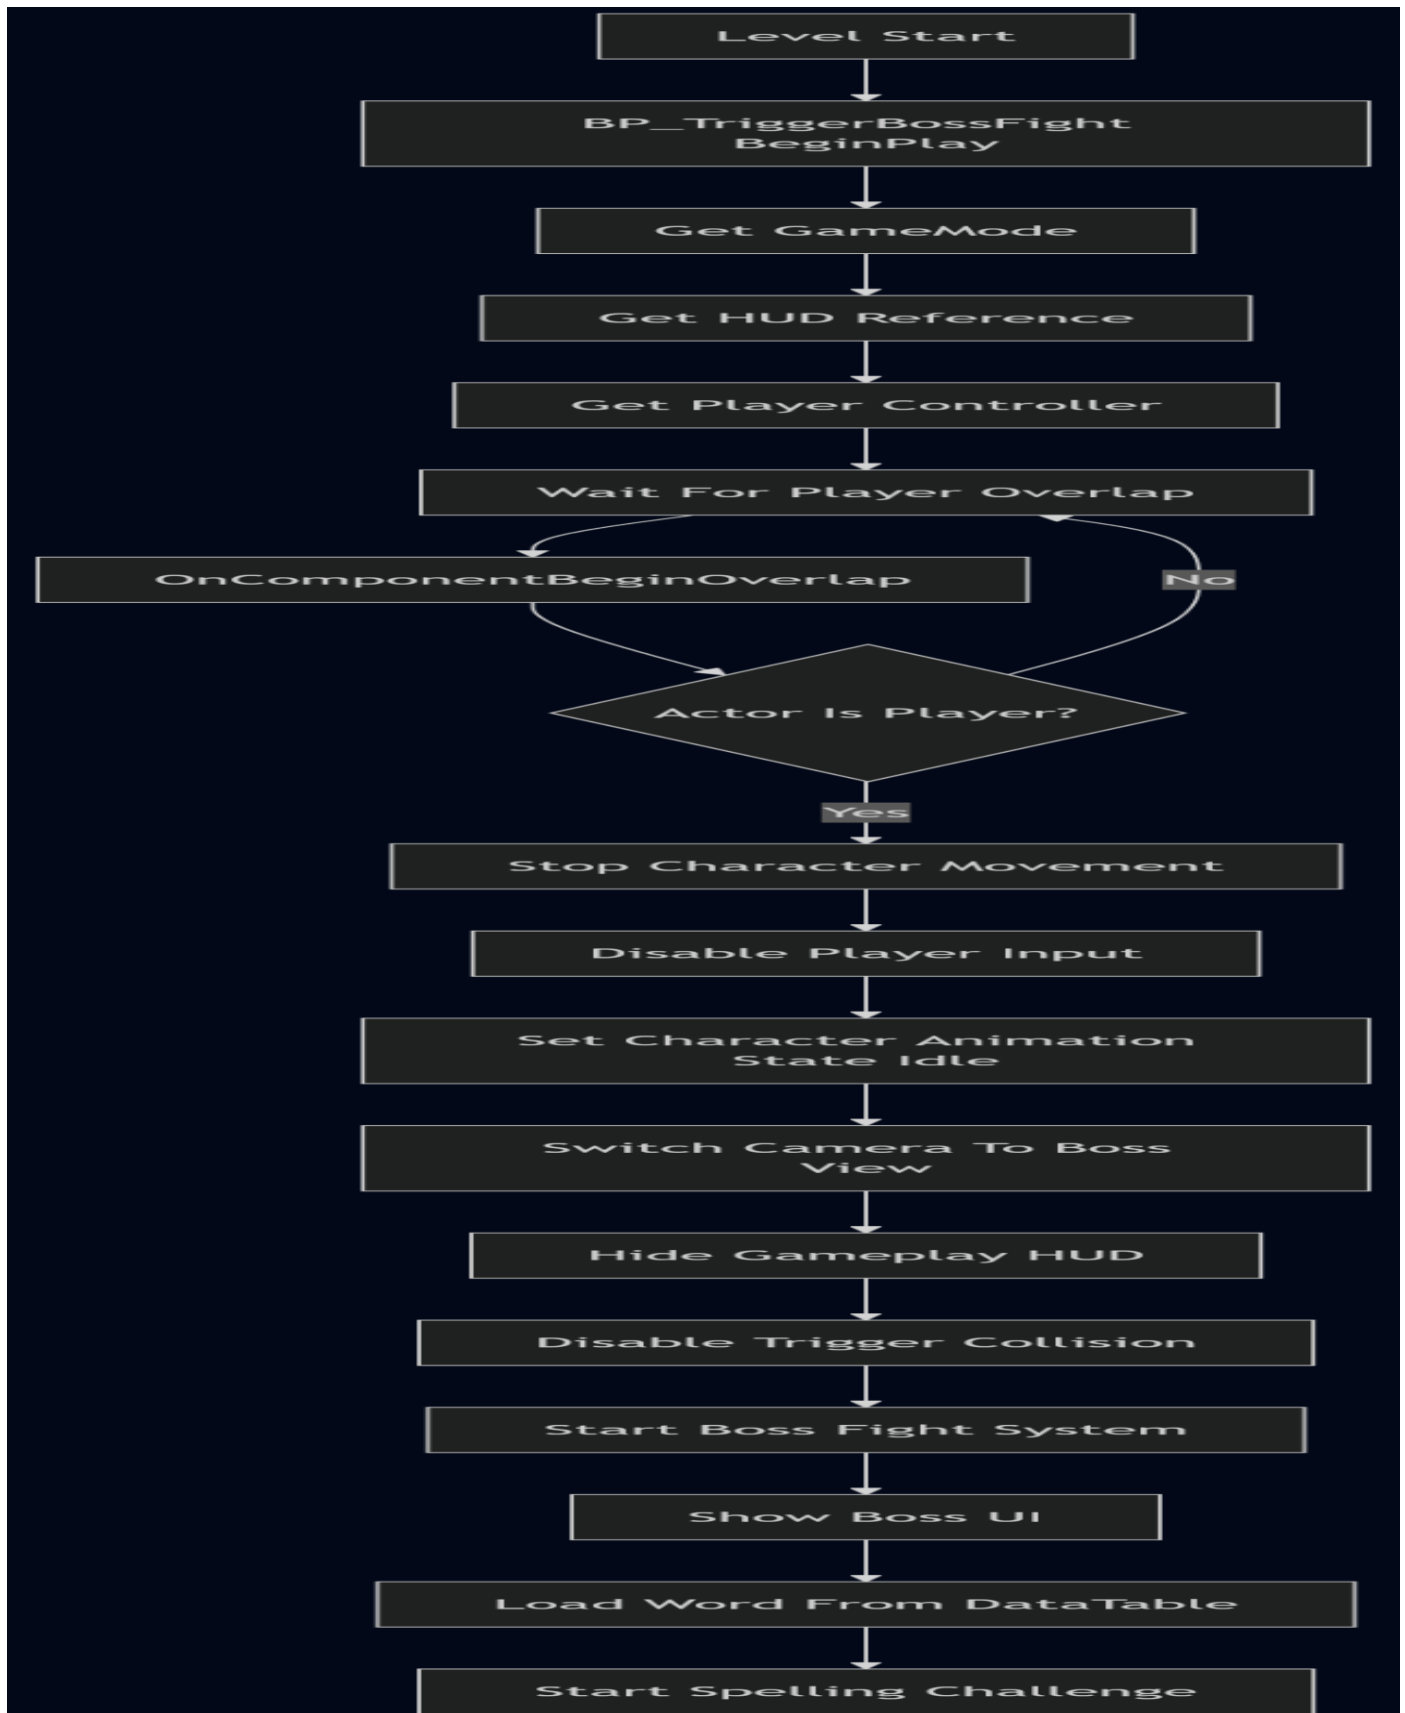 Level Start
BP_TriggerBossFight
BeginPlay
Get GameMode
Get HUD Reference
Get Player Controller
Wait For Player Overlap
OnComponentBeginOverlap
No
Actor Is Player?
Yes
Stop Character Movement
Disable Player Input
Set Character Animation
State Idle
Switch Camera To Boss
View
Hide Gameplay HUD
Disable Trigger Collision
Start Boss Fight System
Show Boss UI
Load Word From DataTable
Start Spelling Challenge